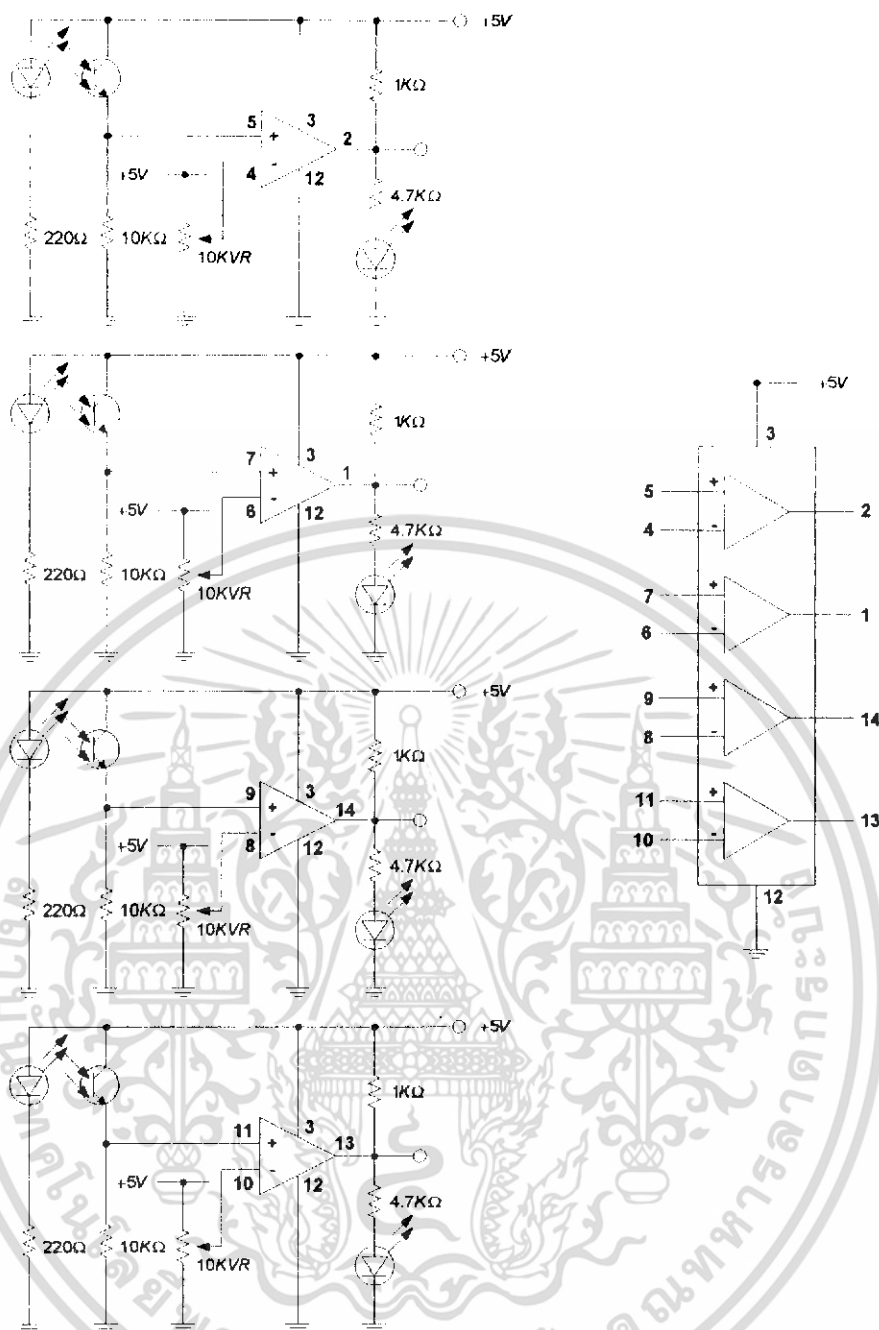 +5V
1KΩ
5 3
+ 2
+5V - 4 12
4.7KΩ
220Ω 10KΩ 10KVR
+5V
1KΩ
7 3
+ 1
+5V - 6 12
4.7KΩ
220Ω 10KΩ 10KVR
+5V
1KΩ
9 3
+ 14
+5V - 8 12
4.7KΩ
220Ω 10KΩ 10KVR
+5V
1KΩ
11 3
+ 13
+5V - 10 12
4.7KΩ
220Ω 10KΩ 10KVR
+5V
3
5 + 2
4 -
7 + 1
6 -
9 + 14
8 -
11 + 13
10 -
12